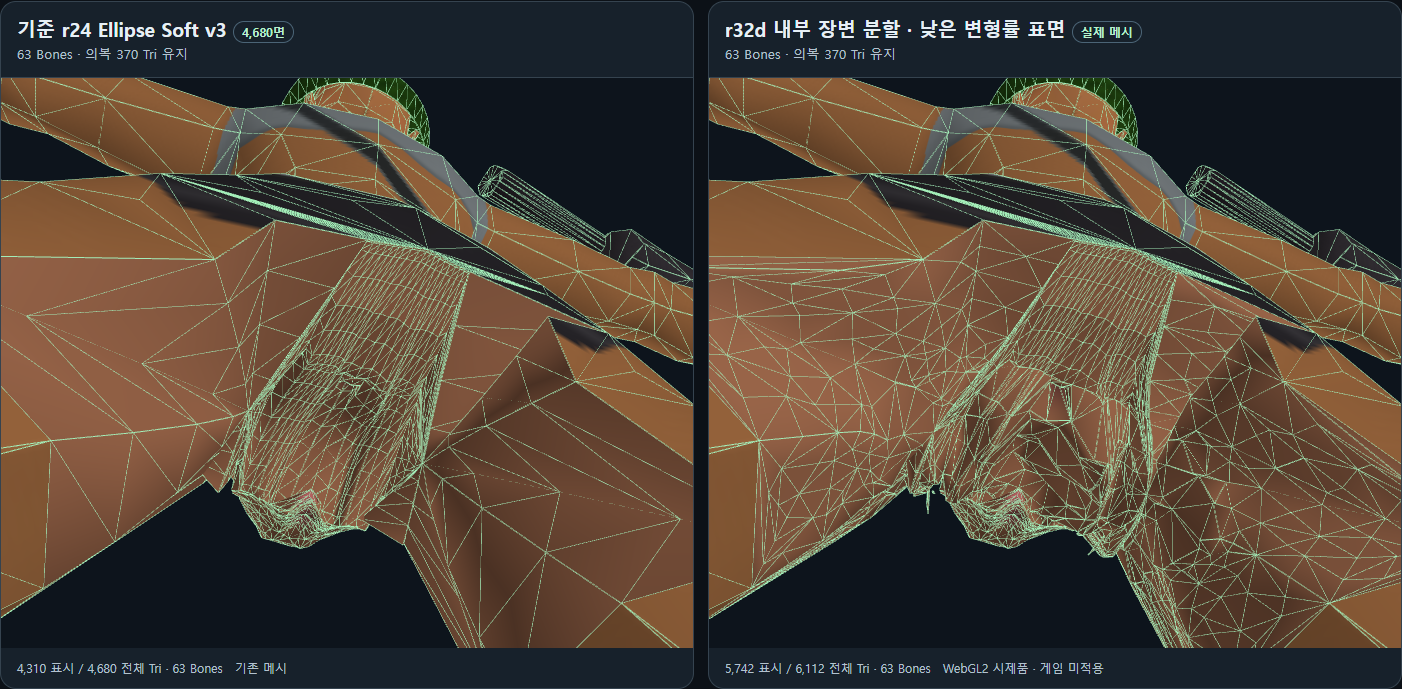 기준 r24 Ellipse Soft v3 4,680면
63 Bones · 의복 370 Tri 유지
4,310 표시 / 4,680 전체 Tri · 63 Bones 기존 메시
r32d 내부 장변 분할 · 낮은 변형률 표면 실제 메시
63 Bones · 의복 370 Tri 유지
5,742 표시 / 6,112 전체 Tri · 63 Bones WebGL2 시제품 · 게임 미적용